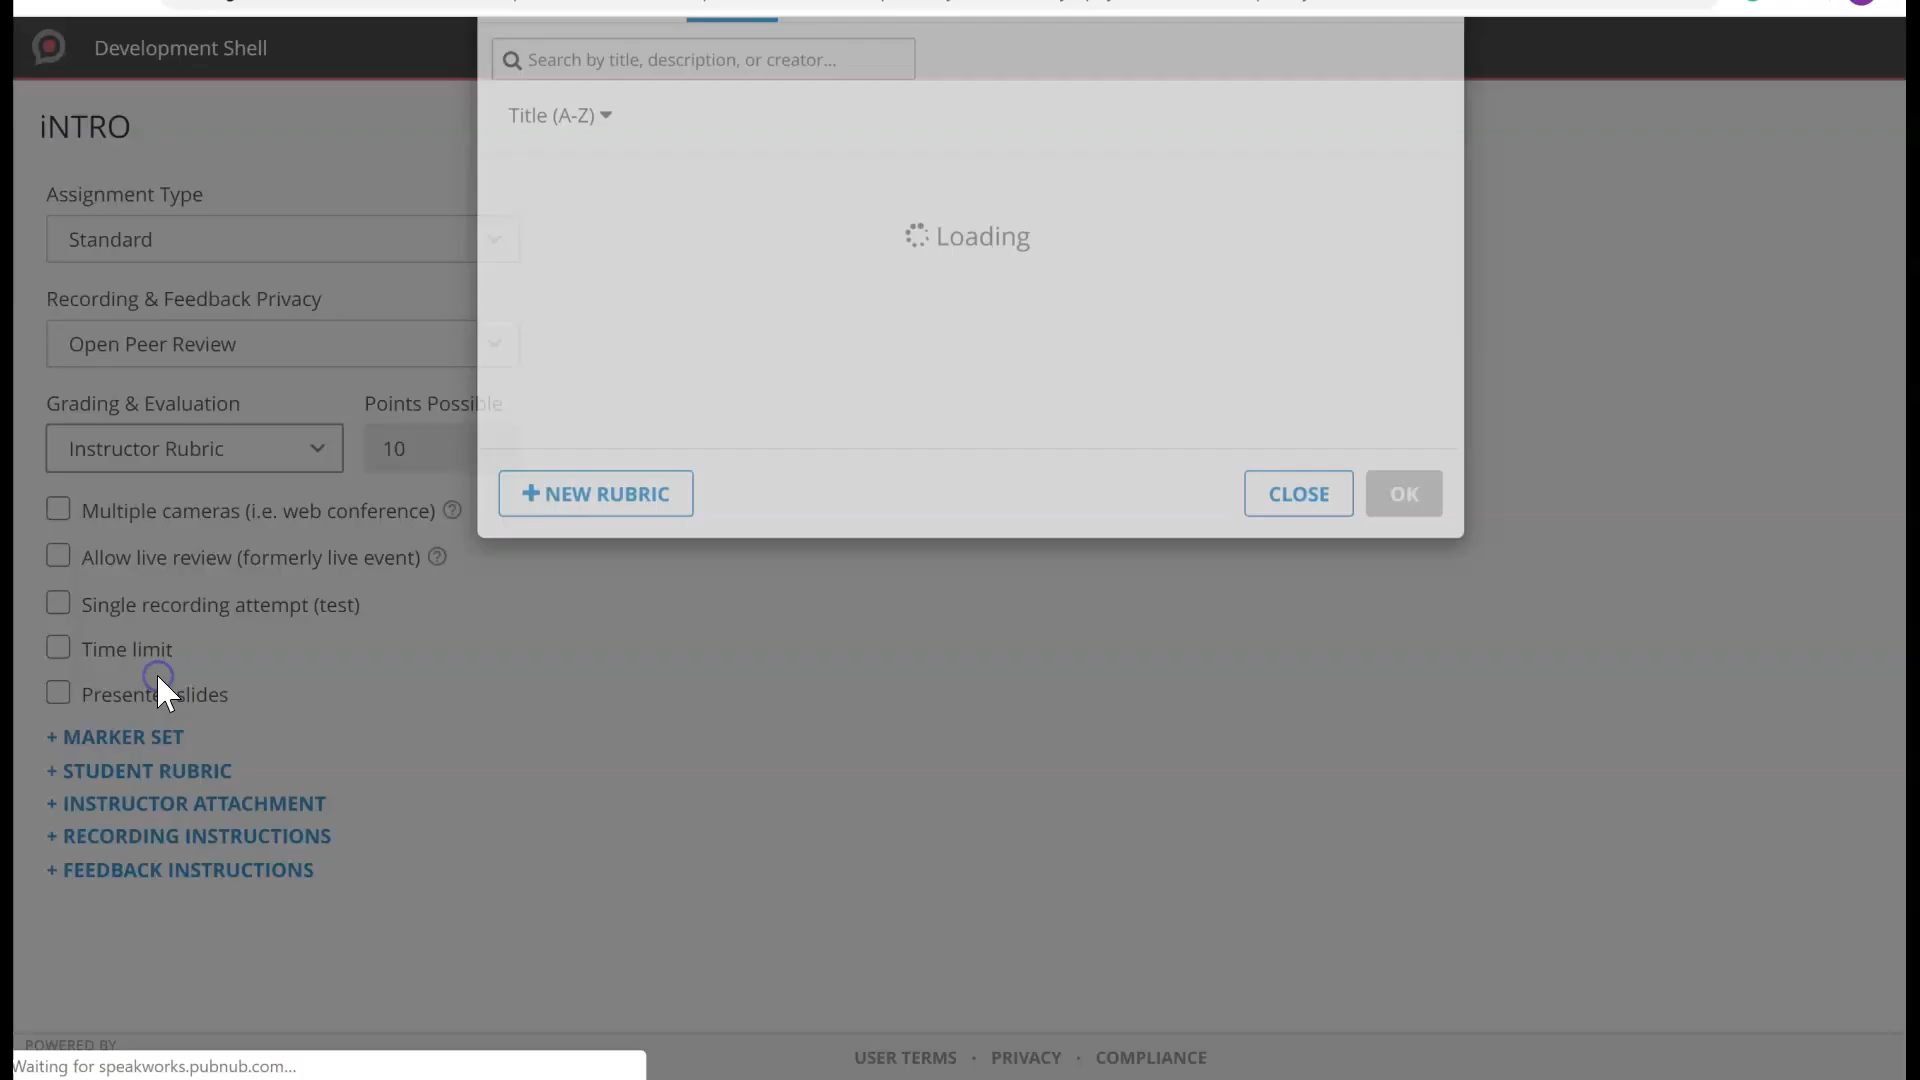 Development Shell
Search by title, description, or creator...
Title (A-Z)
Loading
+ NEW RUBRIC
CLOSE
OK
iNTRO
Assignment Type
Standard
Recording & Feedback Privacy
Open Peer Review
Grading & Evaluation
Points Possible
Instructor Rubric
10
Multiple cameras (i.e. web conference) ?
Allow live review (formerly live event) ?
Single recording attempt (test)
Time limit
Presenter slides
+ MARKER SET
+ STUDENT RUBRIC
+ INSTRUCTOR ATTACHMENT
+ RECORDING INSTRUCTIONS
+ FEEDBACK INSTRUCTIONS
POWERED BY
Waiting for speakworks.pubnub.com...
USER TERMS · PRIVACY · COMPLIANCE